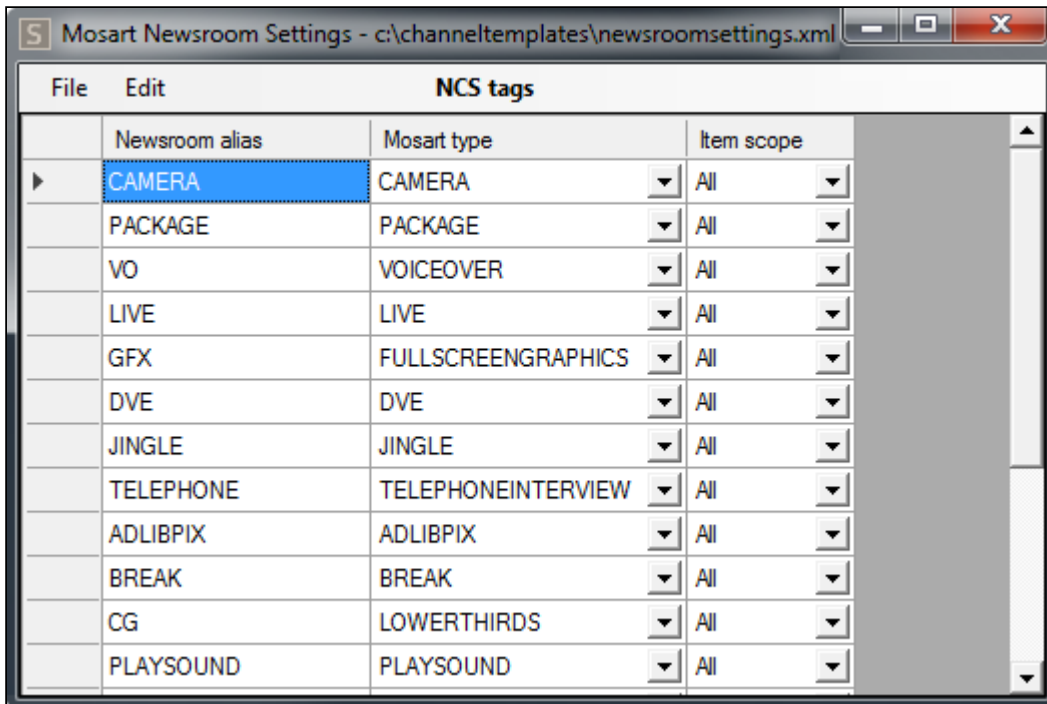 S Mosart Newsroom Settings - c:\channeltemplates\newsroomsettings.xml
File Edit NCS tags
Newsroom alias Mosart type Item scope
CAMERA CAMERA All
PACKAGE PACKAGE All
VO VOICEOVER All
LIVE LIVE All
GFX FULLSCREENGRAPHICS All
DVE DVE All
JINGLE JINGLE All
TELEPHONE TELEPHONEINTERVIEW All
ADLIBPIX ADLIBPIX All
BREAK BREAK All
CG LOWERTHIRDS All
PLAYSOUND PLAYSOUND All